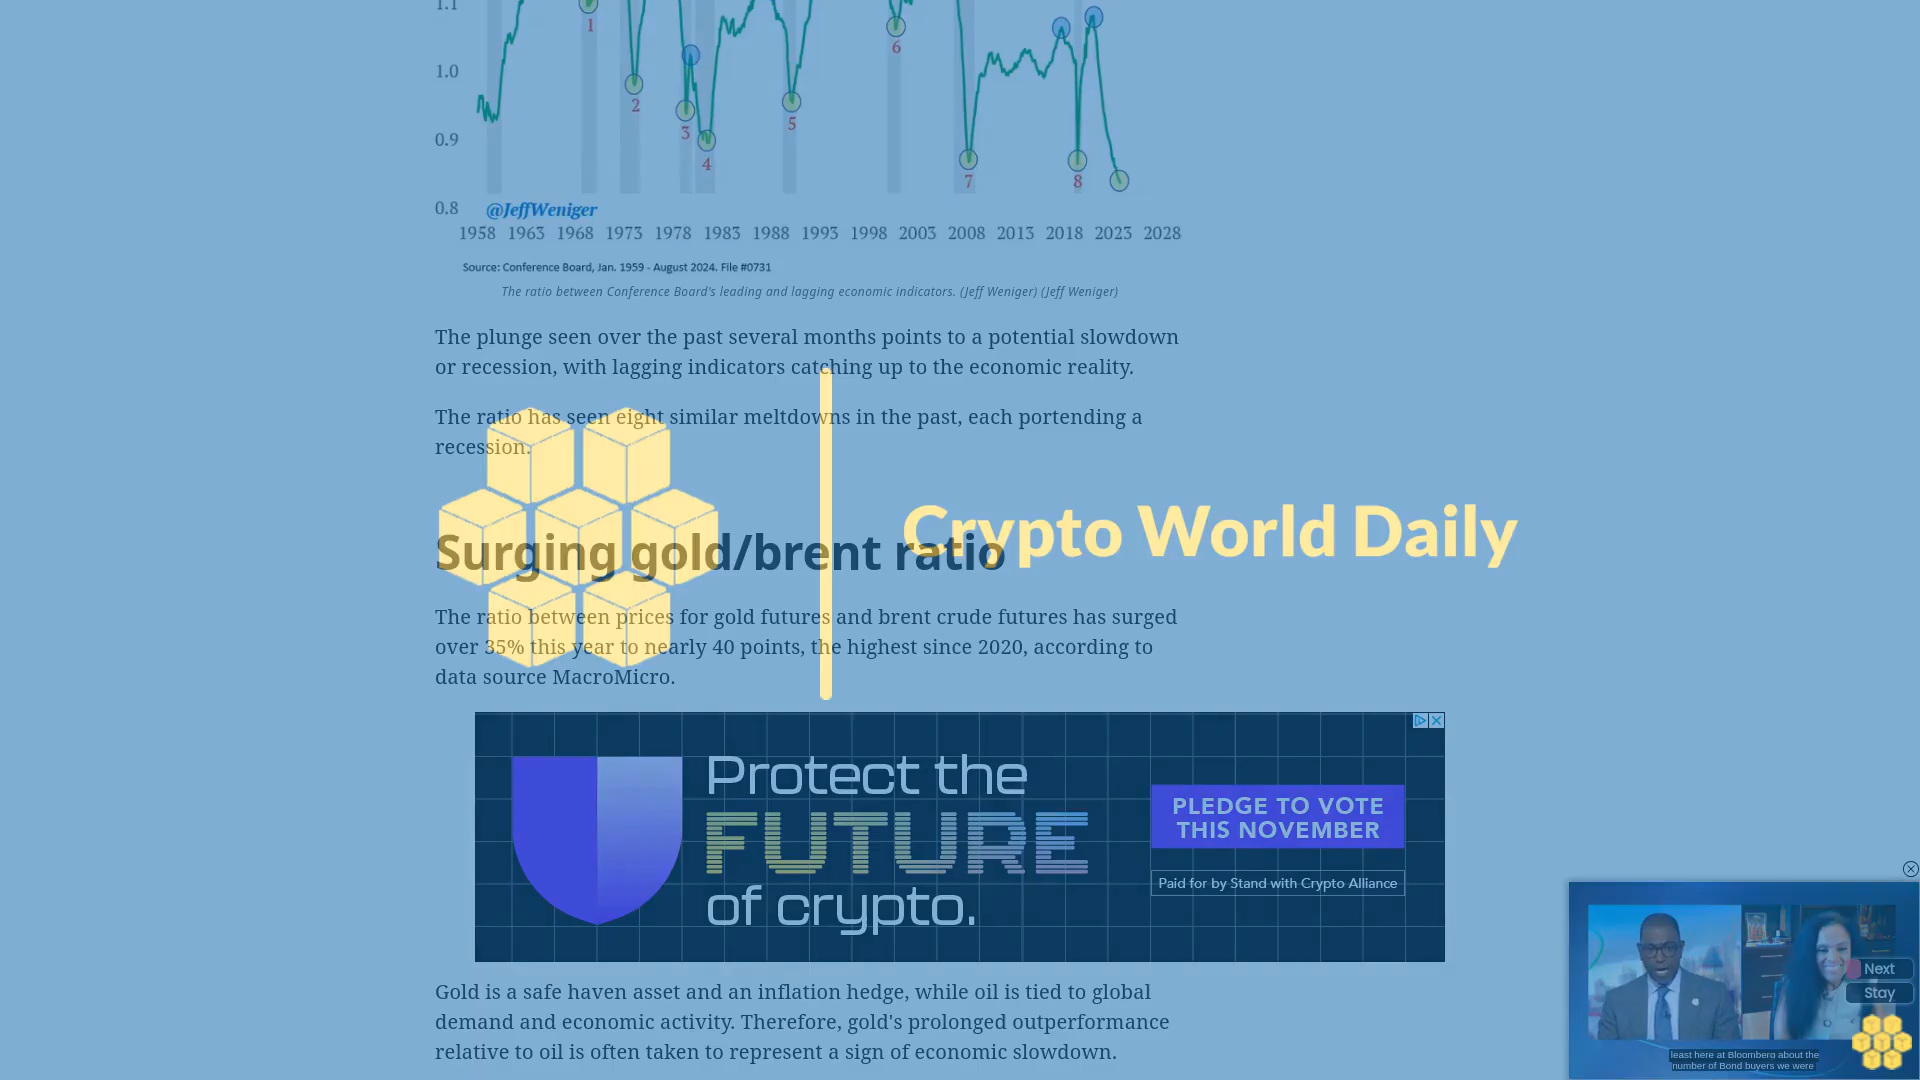 1.1
1.0
0.9
0.8
1
2
3
4
5
6
7
8
@JeffWeniger
1958 1963 1968 1973 1978 1983 1988 1993 1998 2003 2008 2013 2018 2023 2028
Source: Conference Board, Jan. 1959 - August 2024. File #0731
The ratio between Conference Board's leading and lagging economic indicators. (Jeff Weniger) (Jeff Weniger)
The plunge seen over the past several months points to a potential slowdown
or recession, with lagging indicators catching up to the economic reality.
The ratio has seen eight similar meltdowns in the past, each portending a
recession.
Crypto World Daily
Surging gold/brent ratio
The ratio between prices for gold futures and brent crude futures has surged
over 35% this year to nearly 40 points, the highest since 2020, according to
data source MacroMicro.
Protect the
FUTURE
of crypto.
PLEDGE TO VOTE
THIS NOVEMBER
Paid for by Stand with Crypto Alliance
Gold is a safe haven asset and an inflation hedge, while oil is tied to global
demand and economic activity. Therefore, gold's prolonged outperformance
relative to oil is often taken to represent a sign of economic slowdown.
Next
Stay
least here at Bloomberg about the
number of Bond buyers we were